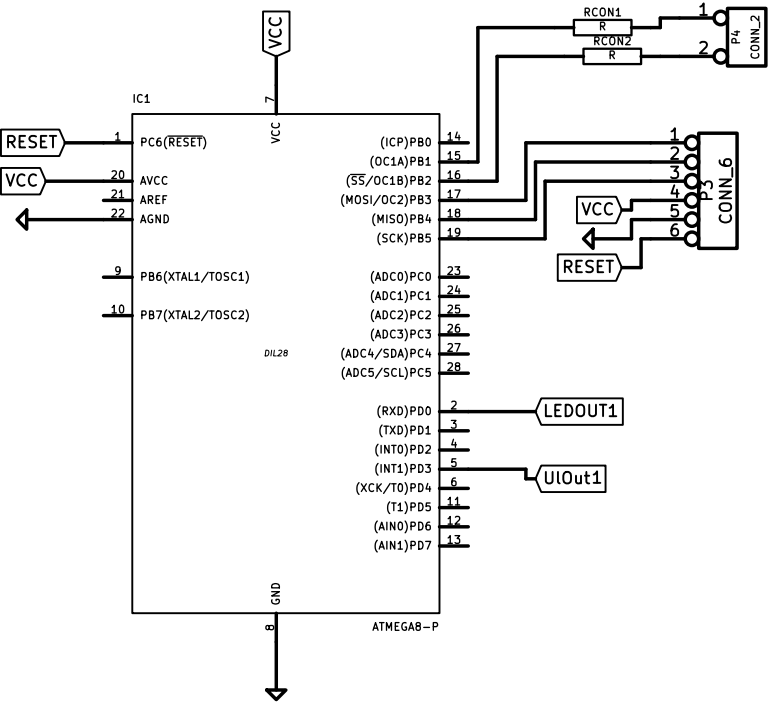 VCC
7
IC1
VCC
RCON1
R
RCON2
R
1
2
P4
CONN_2
RESET
1
PC6(RESET)
VCC
20
AVCC
21
AREF
22
AGND
9
PB6(XTAL1/TOSC1)
10
PB7(XTAL2/TOSC2)
DIL28
(ICP)PB0
14
(OC1A)PB1
15
(SS/OC1B)PB2
16
(MOSI/OC2)PB3
17
(MISO)PB4
18
(SCK)PB5
19
(ADC0)PC0
23
(ADC1)PC1
24
(ADC2)PC2
25
(ADC3)PC3
26
(ADC4/SDA)PC4
27
(ADC5/SCL)PC5
28
(RXD)PD0
2
LEDOUT1
(TXD)PD1
3
(INT0)PD2
4
(INT1)PD3
5
UlOut1
(XCK/T0)PD4
6
(T1)PD5
11
(AIN0)PD6
12
(AIN1)PD7
13
1
2
3
4
5
6
P3
CONN_6
VCC
RESET
GND
8
ATMEGA8-P